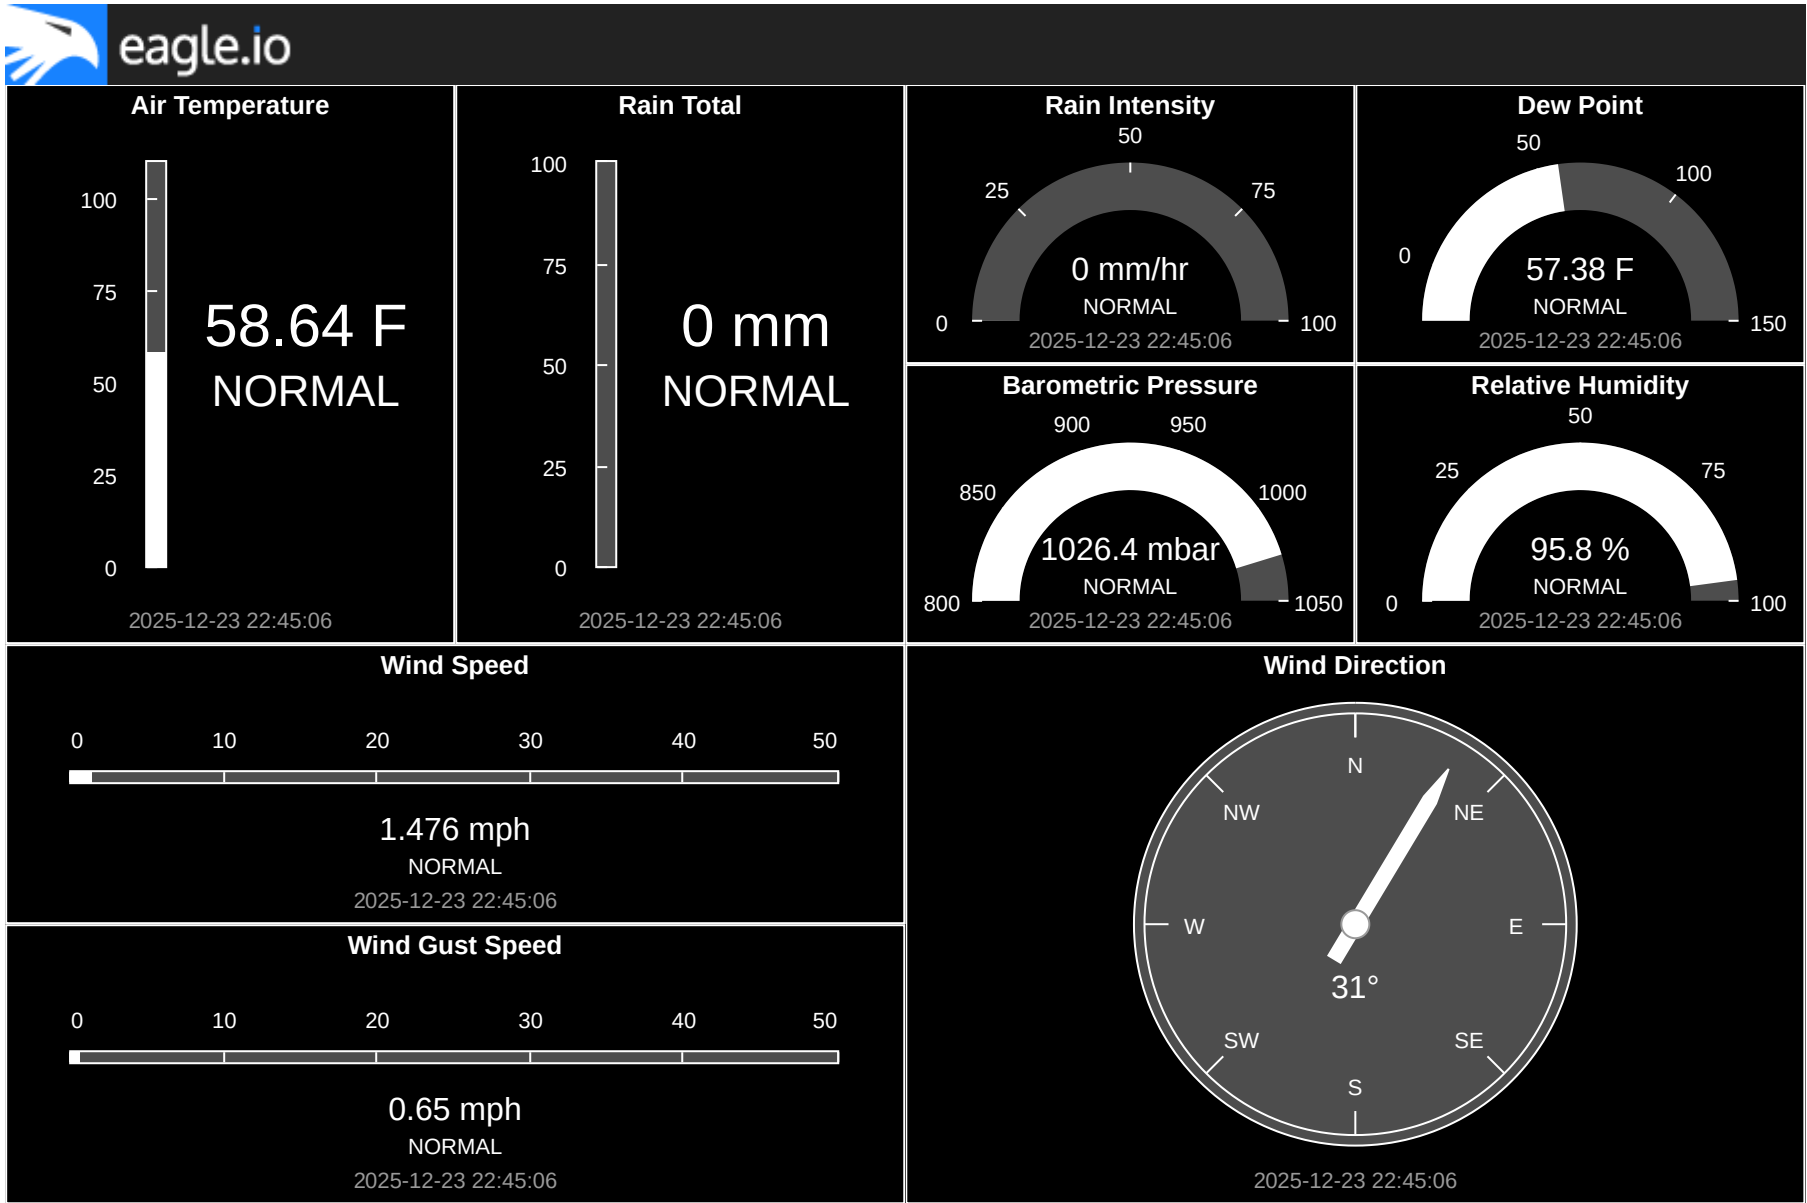 eagle.io
Air Temperature
100
75
50
25
0
58.64 F
NORMAL
2025-12-23 22:45:06
Rain Total
100
75
50
25
0
0 mm
NORMAL
2025-12-23 22:45:06
Rain Intensity
50
25
75
0
100
0 mm/hr
NORMAL
2025-12-23 22:45:06
Dew Point
50
100
0
150
57.38 F
NORMAL
2025-12-23 22:45:06
Barometric Pressure
900
950
850
1000
800
1050
1026.4 mbar
NORMAL
2025-12-23 22:45:06
Relative Humidity
50
25
75
0
100
95.8 %
NORMAL
2025-12-23 22:45:06
Wind Speed
0 10 20 30 40 50
1.476 mph
NORMAL
2025-12-23 22:45:06
Wind Gust Speed
0 10 20 30 40 50
0.65 mph
NORMAL
2025-12-23 22:45:06
Wind Direction
N
NW
NE
W
E
31°
SW
SE
S
2025-12-23 22:45:06